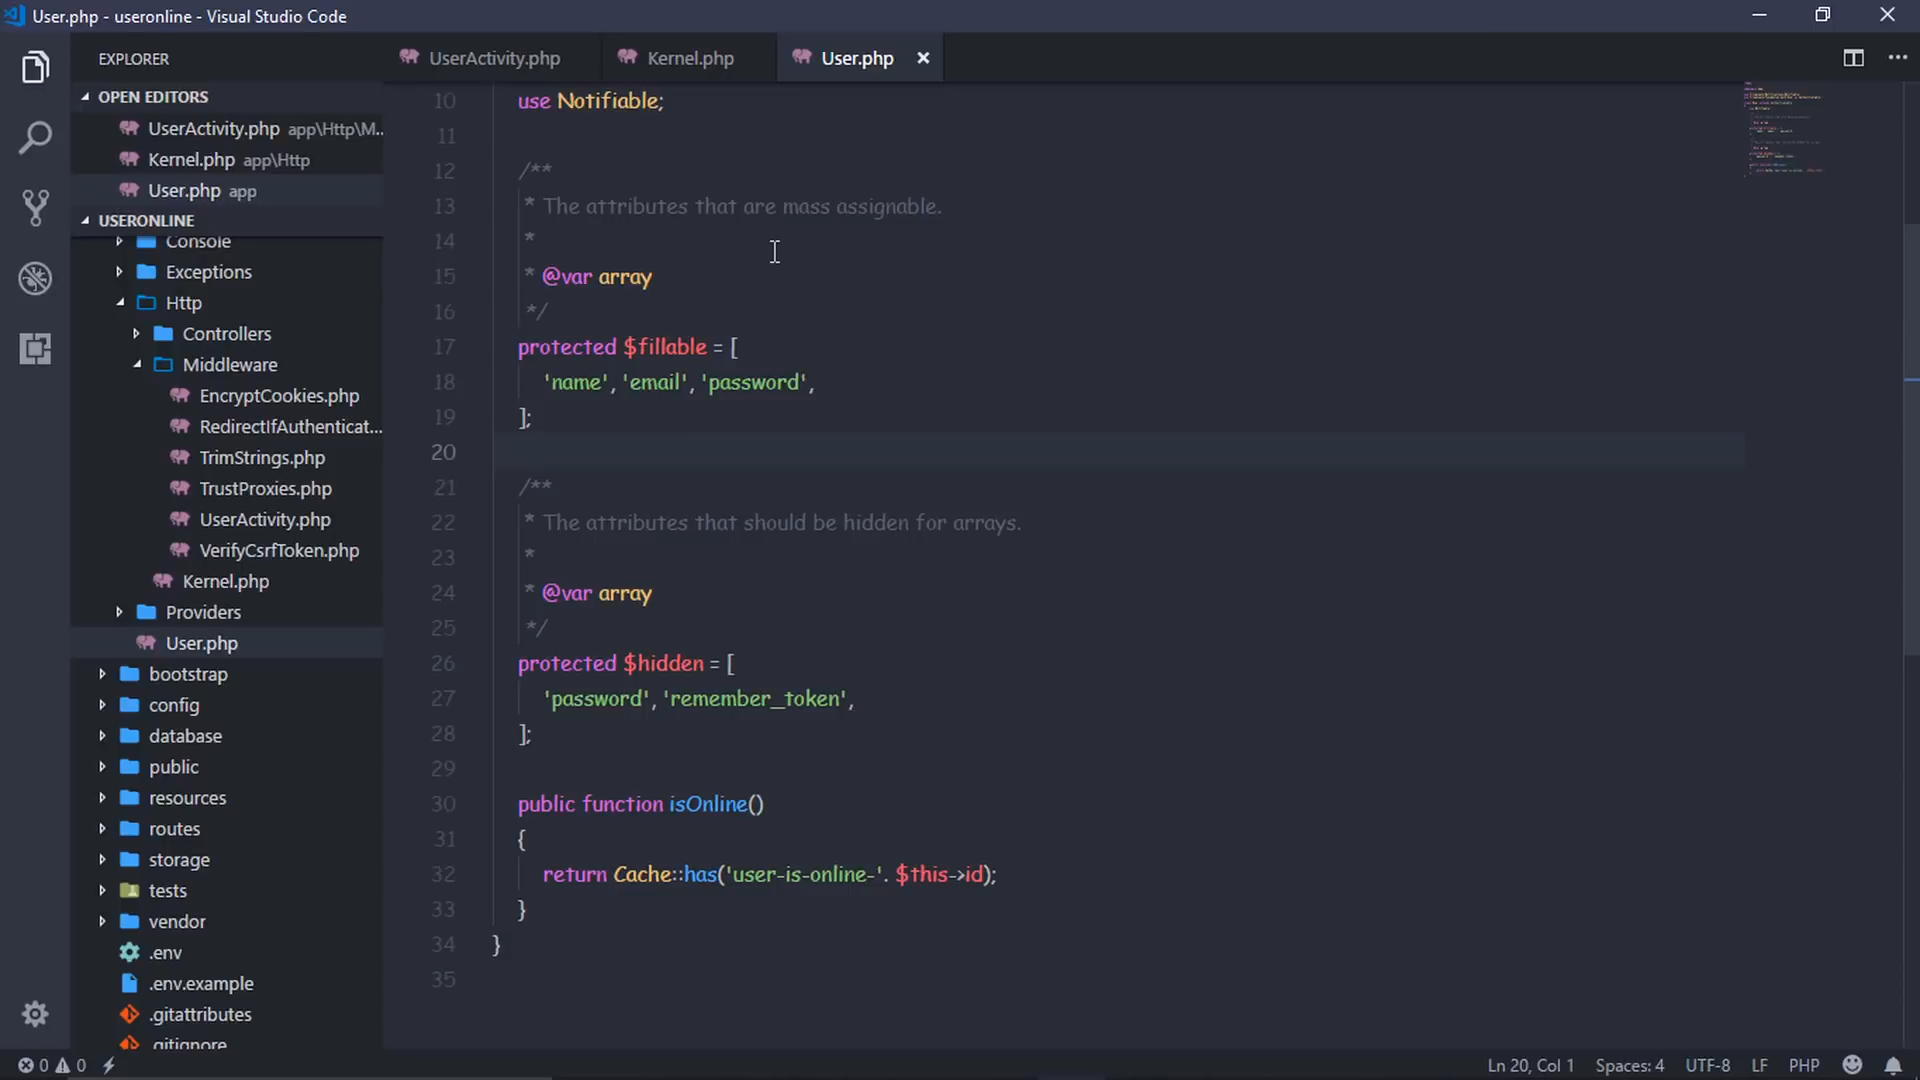 User.php - useronline - Visual Studio Code
EXPLORER
UserActivity.php
Kernel.php
User.php
OPEN EDITORS
UserActivity.php app\Http\M..
Kernel.php app\Http
User.php app
USERONLINE
Console
Exceptions
Http
Controllers
Middleware
EncryptCookies.php
RedirectIfAuthenticat...
TrimStrings.php
TrustProxies.php
UserActivity.php
VerifyCsrfToken.php
Kernel.php
Providers
User.php
bootstrap
config
database
public
resources
routes
storage
tests
vendor
.env
.env.example
.gitattributes
.gitignore
10 use Notifiable;
11
12 /**
13 * The attributes that are mass assignable.
14 *
15 * @var array
16 */
17 protected $fillable = [
18 'name', 'email', 'password',
19 ];
20
21 /**
22 * The attributes that should be hidden for arrays.
23 *
24 * @var array
25 */
26 protected $hidden = [
27 'password', 'remember_token',
28 ];
29
30 public function isOnline()
31 {
32 return Cache::has('user-is-online-'. $this->id);
33 }
34 }
35
0 0
Ln 20, Col 1 Spaces: 4 UTF-8 LF PHP